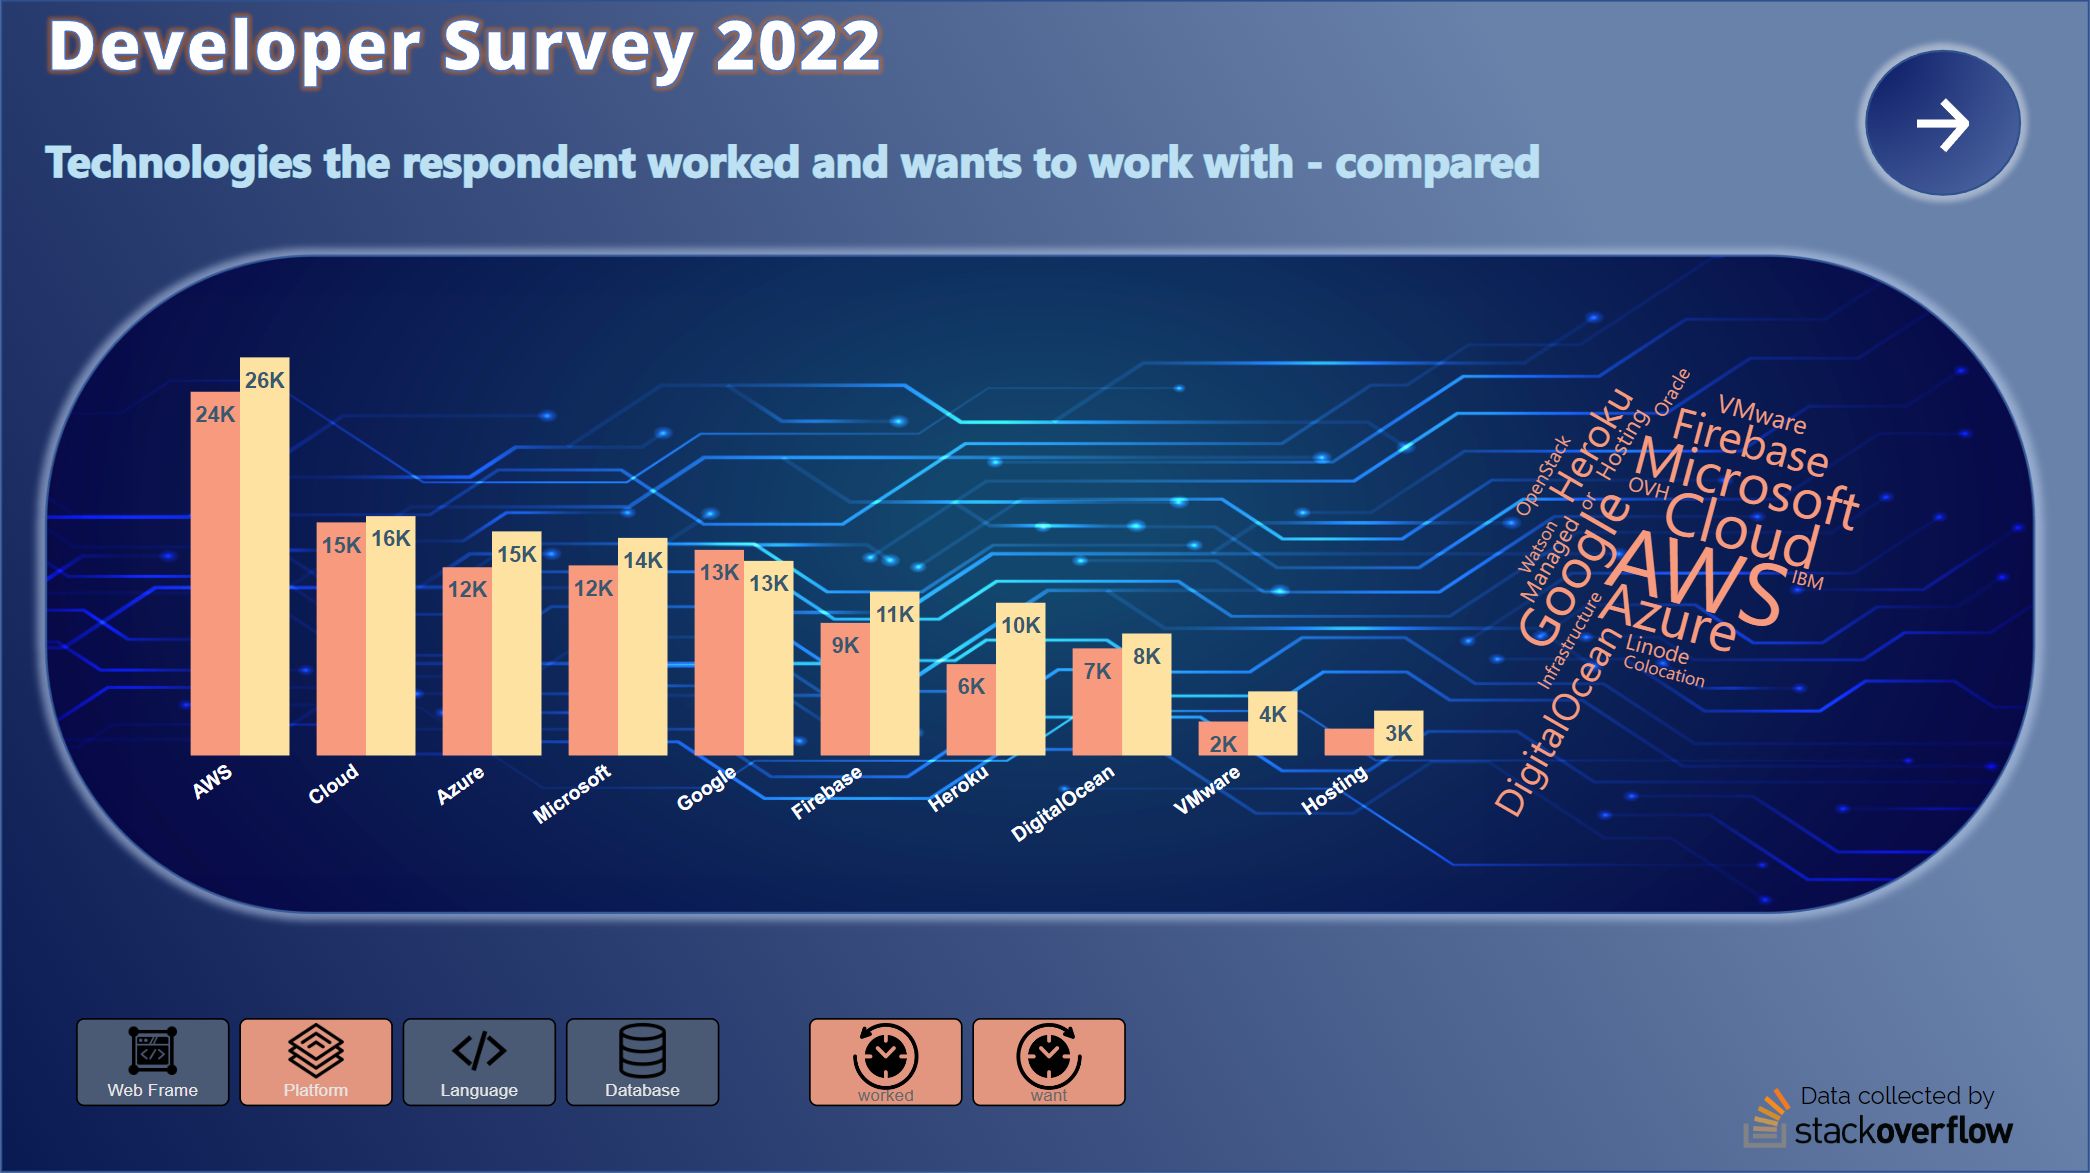 Developer Survey 2022
Technologies the respondent worked and wants to work with - compared
24K
26K
15K
16K
12K
15K
12K
14K
13K
13K
9K
11K
6K
10K
7K
8K
2K
4K
3K
AWS
Cloud
Azure
Microsoft
Google
Firebase
Heroku
DigitalOcean
VMware
Hosting
Oracle
VMware
Heroku
Hosting
Firebase
OpenStack
Microsoft
OVH
or
Cloud
Google
Watson
Managed
AWS
IBM
Azure
Infrastructure
Linode
Colocation
DigitalOcean
Web Frame
Platform
Language
Database
worked
want
Data collected by
stackoverflow